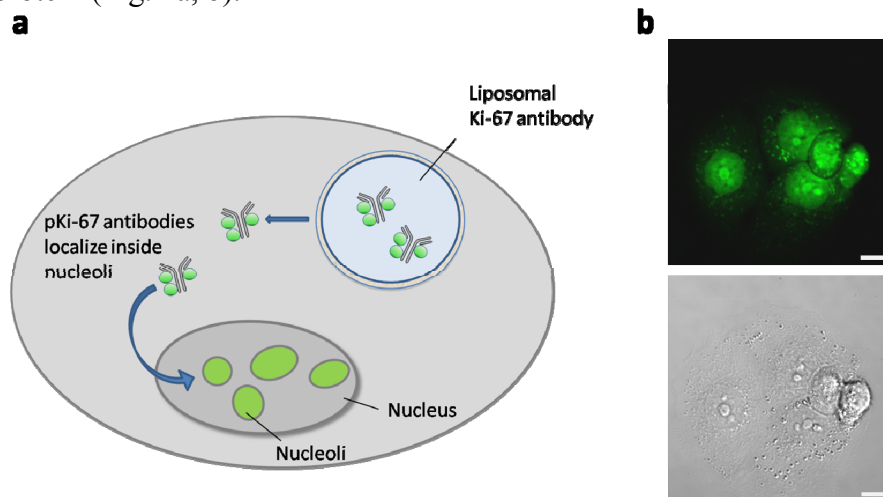 a
b
Liposomal
Ki-67 antibody
pKi-67 antibodies
localize inside
nucleoli
Nucleus
Nucleoli